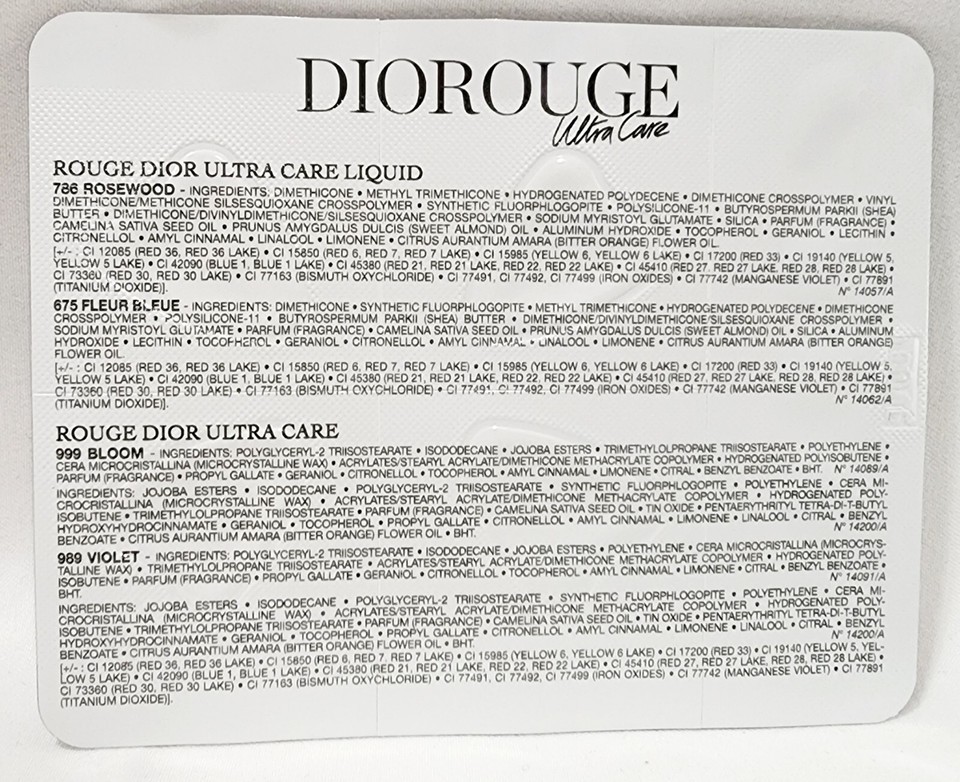 DIOROUGE
Ultra Care
ROUGE DIOR ULTRA CARE LIQUID
786 ROSEWOOD - INGREDIENTS: DIMETHICONE • METHYL TRIMETHICONE • HYDROGENATED POLYDECENE • DIMETHICONE CROSSPOLYMER • VINYL
DIMETHICONE/METHICONE SILSESQUIOXANE CROSSPOLYMER • SYNTHETIC FLUORPHLOGOPITE • POLYSILICONE-11 • BUTYROSPERMUM PARKII (SHEA)
BUTTER • DIMETHICONE/DIVINYLDIMETHICONE/SILSESQUIOXANE CROSSPOLYMER • SODIUM MYRISTOYL GLUTAMATE • SILICA • PARFUM (FRAGRANCE) •
CAMELINA SATIVA SEED OIL • PRUNUS AMYGDALUS DULCIS (SWEET ALMOND) OIL • ALUMINUM HYDROXIDE • TOCOPHEROL • GERANIOL • LECITHIN •
CITRONELLOL • AMYL CINNAMAL • LINALOOL • LIMONENE • CITRUS AURANTIUM AMARA (BITTER ORANGE) FLOWER OIL.
[+/- : CI 12085 (RED 36, RED 36 LAKE) • CI 15850 (RED 6, RED 7, RED 7 LAKE) • CI 15985 (YELLOW 6, YELLOW 6 LAKE) • CI 17200 (RED 33) • CI 19140 (YELLOW 5,
YELLOW 5 LAKE) • CI 42090 (BLUE 1, BLUE 1 LAKE) • CI 45380 (RED 21, RED 21 LAKE, RED 22, RED 22 LAKE) • CI 45410 (RED 27, RED 27 LAKE, RED 28, RED 28 LAKE) •
CI 73360 (RED 30, RED 30 LAKE) • CI 77163 (BISMUTH OXYCHLORIDE) • CI 77491, CI 77492, CI 77499 (IRON OXIDES) • CI 77742 (MANGANESE VIOLET) • CI 77891
(TITANIUM DIOXIDE)]. N° 14057/A
675 FLEUR BLEUE - INGREDIENTS: DIMETHICONE • SYNTHETIC FLUORPHLOGOPITE • METHYL TRIMETHICONE • HYDROGENATED POLYDECENE • DIMETHICONE
CROSSPOLYMER • POLYSILICONE-11 • BUTYROSPERMUM PARKII (SHEA) BUTTER • DIMETHICONE/DIVINYLDIMETHICONE/SILSESQUIOXANE CROSSPOLYMER •
SODIUM MYRISTOYL GLUTAMATE • PARFUM (FRAGRANCE) • CAMELINA SATIVA SEED OIL • PRUNUS AMYGDALUS DULCIS (SWEET ALMOND) OIL • SILICA • ALUMINUM
HYDROXIDE • LECITHIN • TOCOPHEROL • GERANIOL • CITRONELLOL • AMYL CINNAMAL • LINALOOL • LIMONENE • CITRUS AURANTIUM AMARA (BITTER ORANGE)
FLOWER OIL.
[+/- : CI 12085 (RED 36, RED 36 LAKE) • CI 15850 (RED 6, RED 7, RED 7 LAKE) • CI 15985 (YELLOW 6, YELLOW 6 LAKE) • CI 17200 (RED 33) • CI 19140 (YELLOW 5,
YELLOW 5 LAKE) • CI 42090 (BLUE 1, BLUE 1 LAKE) • CI 45380 (RED 21, RED 21 LAKE, RED 22, RED 22 LAKE) • CI 45410 (RED 27, RED 27 LAKE, RED 28, RED 28 LAKE) •
CI 73360 (RED 30, RED 30 LAKE) • CI 77163 (BISMUTH OXYCHLORIDE) • CI 77491, CI 77492, CI 77499 (IRON OXIDES) • CI 77742 (MANGANESE VIOLET) • CI 77891
(TITANIUM DIOXIDE)]. N° 14062/A
ROUGE DIOR ULTRA CARE
999 BLOOM - INGREDIENTS: POLYGLYCERYL-2 TRIISOSTEARATE • ISODODECANE • JOJOBA ESTERS • TRIMETHYLOLPROPANE TRIISOSTEARATE • POLYETHYLENE •
CERA MICROCRISTALLINA (MICROCRYSTALLINE WAX) • ACRYLATES/STEARYL ACRYLATE/DIMETHICONE METHACRYLATE COPOLYMER • HYDROGENATED POLYISOBUTENE •
PARFUM (FRAGRANCE) • PROPYL GALLATE • GERANIOL • CITRONELLOL • TOCOPHEROL • AMYL CINNAMAL • LIMONENE • CITRAL • BENZYL BENZOATE • BHT. N° 14089/A
INGREDIENTS: JOJOBA ESTERS • ISODODECANE • POLYGLYCERYL-2 TRIISOSTEARATE • SYNTHETIC FLUORPHLOGOPITE • POLYETHYLENE • CERA MI-
CROCRISTALLINA (MICROCRYSTALLINE WAX) • ACRYLATES/STEARYL ACRYLATE/DIMETHICONE METHACRYLATE COPOLYMER • HYDROGENATED POLY-
ISOBUTENE • TRIMETHYLOLPROPANE TRIISOSTEARATE • PARFUM (FRAGRANCE) • CAMELINA SATIVA SEED OIL • TIN OXIDE • PENTAERYTHRITYL TETRA-DI-T-BUTYL
HYDROXYHYDROCINNAMATE • GERANIOL • TOCOPHEROL • PROPYL GALLATE • CITRONELLOL • AMYL CINNAMAL • LIMONENE • LINALOOL • CITRAL • BENZYL
BENZOATE • CITRUS AURANTIUM AMARA (BITTER ORANGE) FLOWER OIL • BHT. N° 14200/A
989 VIOLET - INGREDIENTS: POLYGLYCERYL-2 TRIISOSTEARATE • ISODODECANE • JOJOBA ESTERS • POLYETHYLENE • CERA MICROCRISTALLINA (MICROCRYS-
TALLINE WAX) • TRIMETHYLOLPROPANE TRIISOSTEARATE • ACRYLATES/STEARYL ACRYLATE/DIMETHICONE METHACRYLATE COPOLYMER • HYDROGENATED POLY-
ISOBUTENE • PARFUM (FRAGRANCE) • PROPYL GALLATE • GERANIOL • CITRONELLOL • TOCOPHEROL • AMYL CINNAMAL • LIMONENE • CITRAL • BENZYL BENZOATE •
BHT. N° 14091/A
INGREDIENTS: JOJOBA ESTERS • ISODODECANE • POLYGLYCERYL-2 TRIISOSTEARATE • SYNTHETIC FLUORPHLOGOPITE • POLYETHYLENE • CERA MI-
CROCRISTALLINA (MICROCRYSTALLINE WAX) • ACRYLATES/STEARYL ACRYLATE/DIMETHICONE METHACRYLATE COPOLYMER • HYDROGENATED POLY-
ISOBUTENE • TRIMETHYLOLPROPANE TRIISOSTEARATE • PARFUM (FRAGRANCE) • CAMELINA SATIVA SEED OIL • TIN OXIDE • PENTAERYTHRITYL TETRA-DI-T-BUTYL
HYDROXYHYDROCINNAMATE • GERANIOL • TOCOPHEROL • PROPYL GALLATE • CITRONELLOL • AMYL CINNAMAL • LIMONENE • LINALOOL • CITRAL • BENZYL
BENZOATE • CITRUS AURANTIUM AMARA (BITTER ORANGE) FLOWER OIL • BHT. N° 14200/A
[+/- : CI 12085 (RED 36, RED 36 LAKE) • CI 15850 (RED 6, RED 7, RED 7 LAKE) • CI 15985 (YELLOW 6, YELLOW 6 LAKE) • CI 17200 (RED 33) • CI 19140 (YELLOW 5, YEL-
LOW 5 LAKE) • CI 42090 (BLUE 1, BLUE 1 LAKE) • CI 45380 (RED 21, RED 21 LAKE, RED 22, RED 22 LAKE) • CI 45410 (RED 27, RED 27 LAKE, RED 28, RED 28 LAKE) •
CI 73360 (RED 30, RED 30 LAKE) • CI 77163 (BISMUTH OXYCHLORIDE) • CI 77491, CI 77492, CI 77499 (IRON OXIDES) • CI 77742 (MANGANESE VIOLET) • CI 77891
(TITANIUM DIOXIDE)].